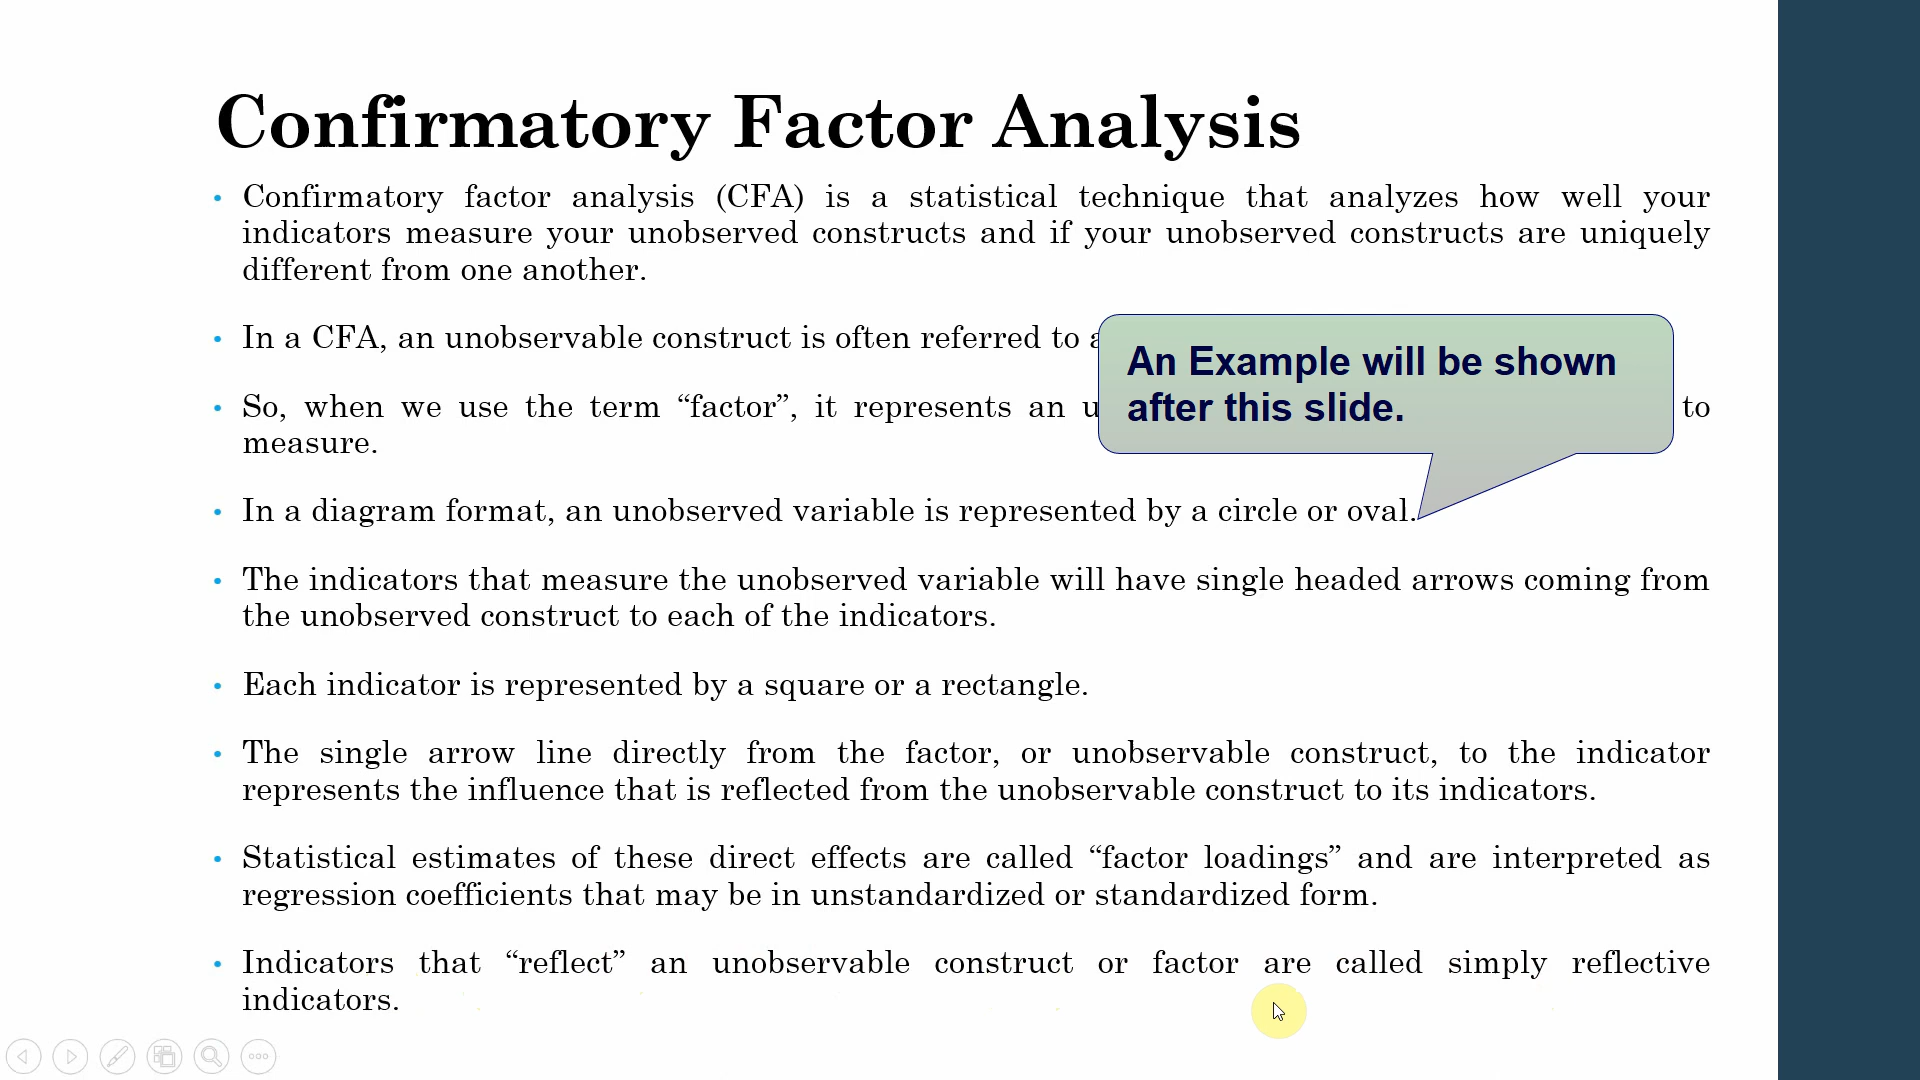 Confirmatory Factor Analysis
• Confirmatory factor analysis (CFA) is a statistical technique that analyzes how well your
indicators measure your unobserved constructs and if your unobserved constructs are uniquely
different from one another.
• In a CFA, an unobservable construct is often referred to
An Example will be shown
after this slide.
• So, when we use the term “factor”, it represents an to
measure.
• In a diagram format, an unobserved variable is represented by a circle or oval.
• The indicators that measure the unobserved variable will have single headed arrows coming from
the unobserved construct to each of the indicators.
• Each indicator is represented by a square or a rectangle.
• The single arrow line directly from the factor, or unobservable construct, to the indicator
represents the influence that is reflected from the unobservable construct to its indicators.
• Statistical estimates of these direct effects are called “factor loadings” and are interpreted as
regression coefficients that may be in unstandardized or standardized form.
• Indicators that “reflect” an unobservable construct or factor are called simply reflective
indicators.